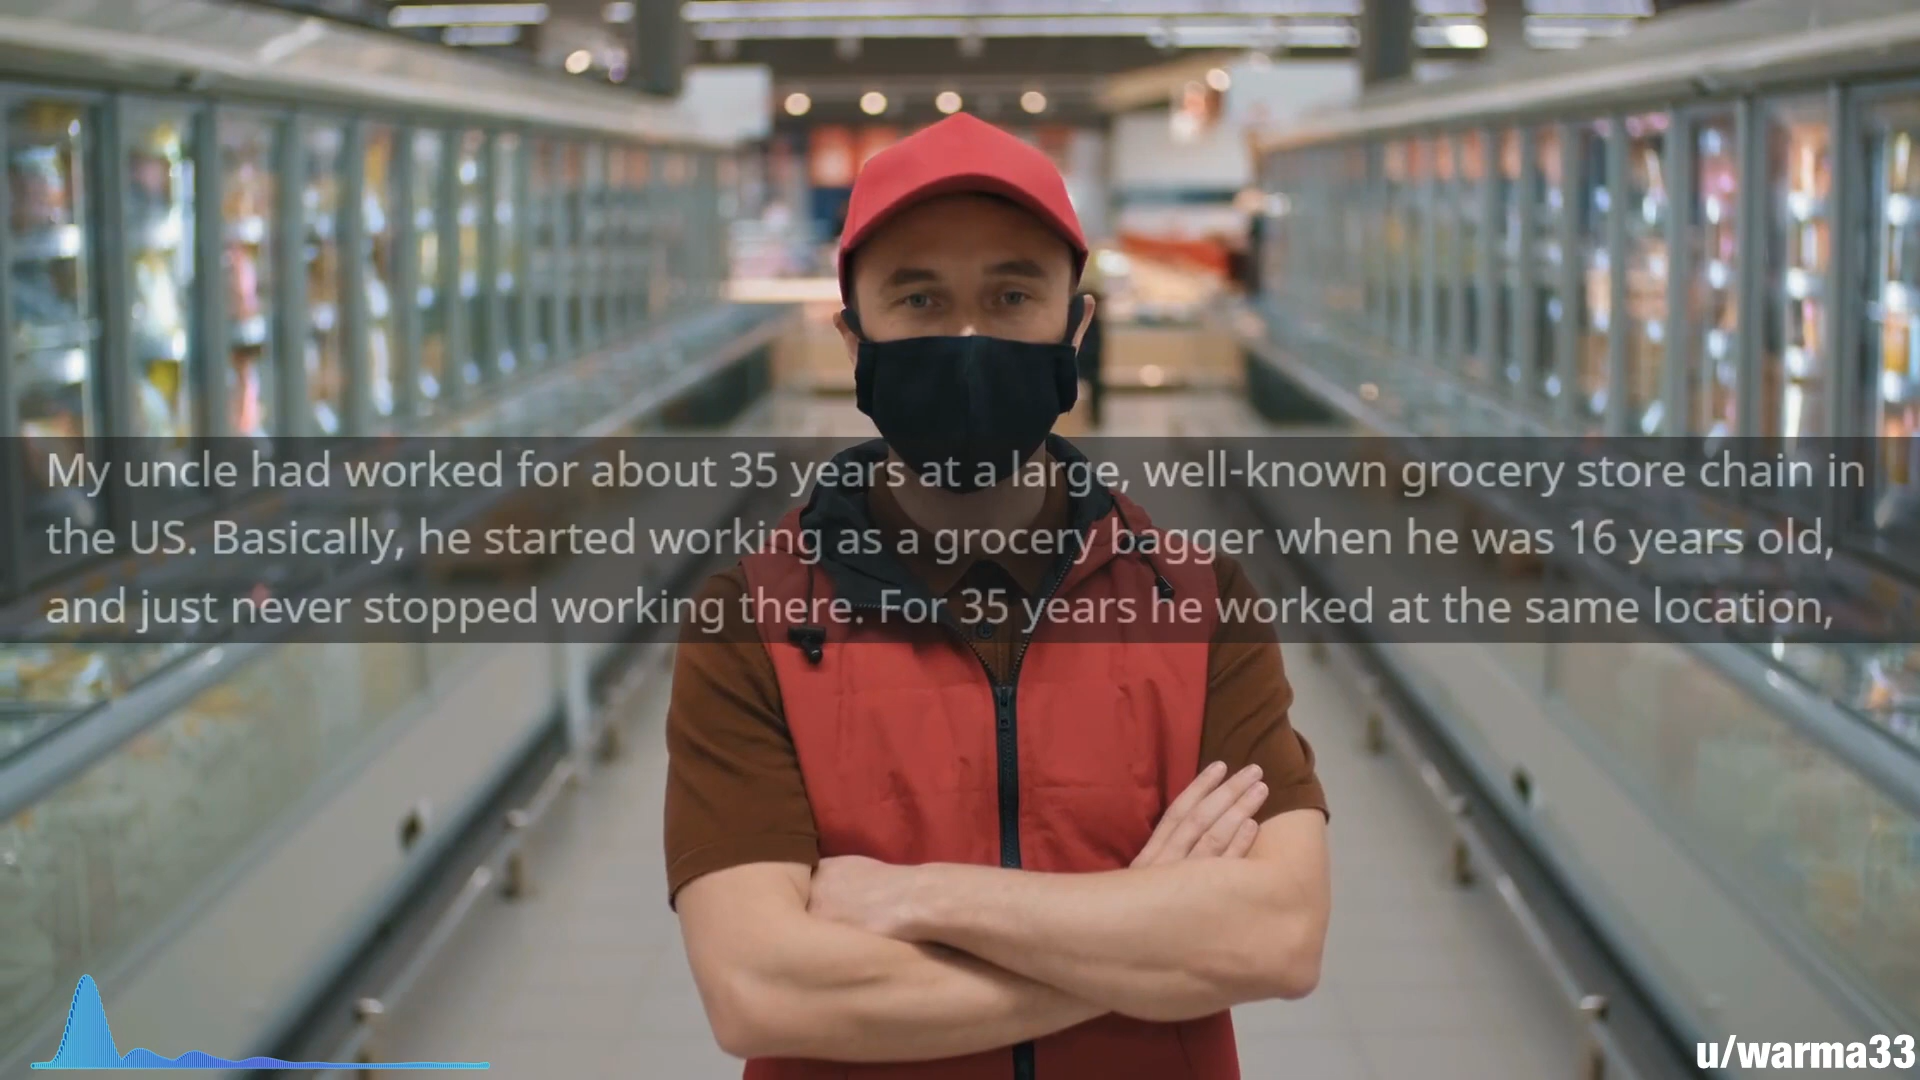 My uncle had worked for about 35 years at a large, well-known grocery store chain in
the US. Basically, he started working as a grocery bagger when he was 16 years old,
and just never stopped working there. For 35 years he worked at the same location,
u/warma33